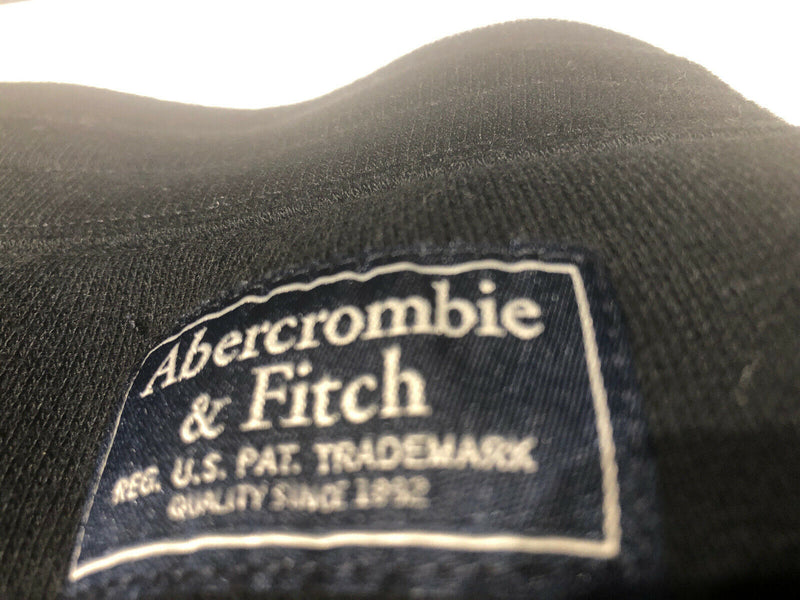 Abercrombie
& Fitch
REG. U.S. PAT. TRADEMARK
QUALITY SINCE 1892